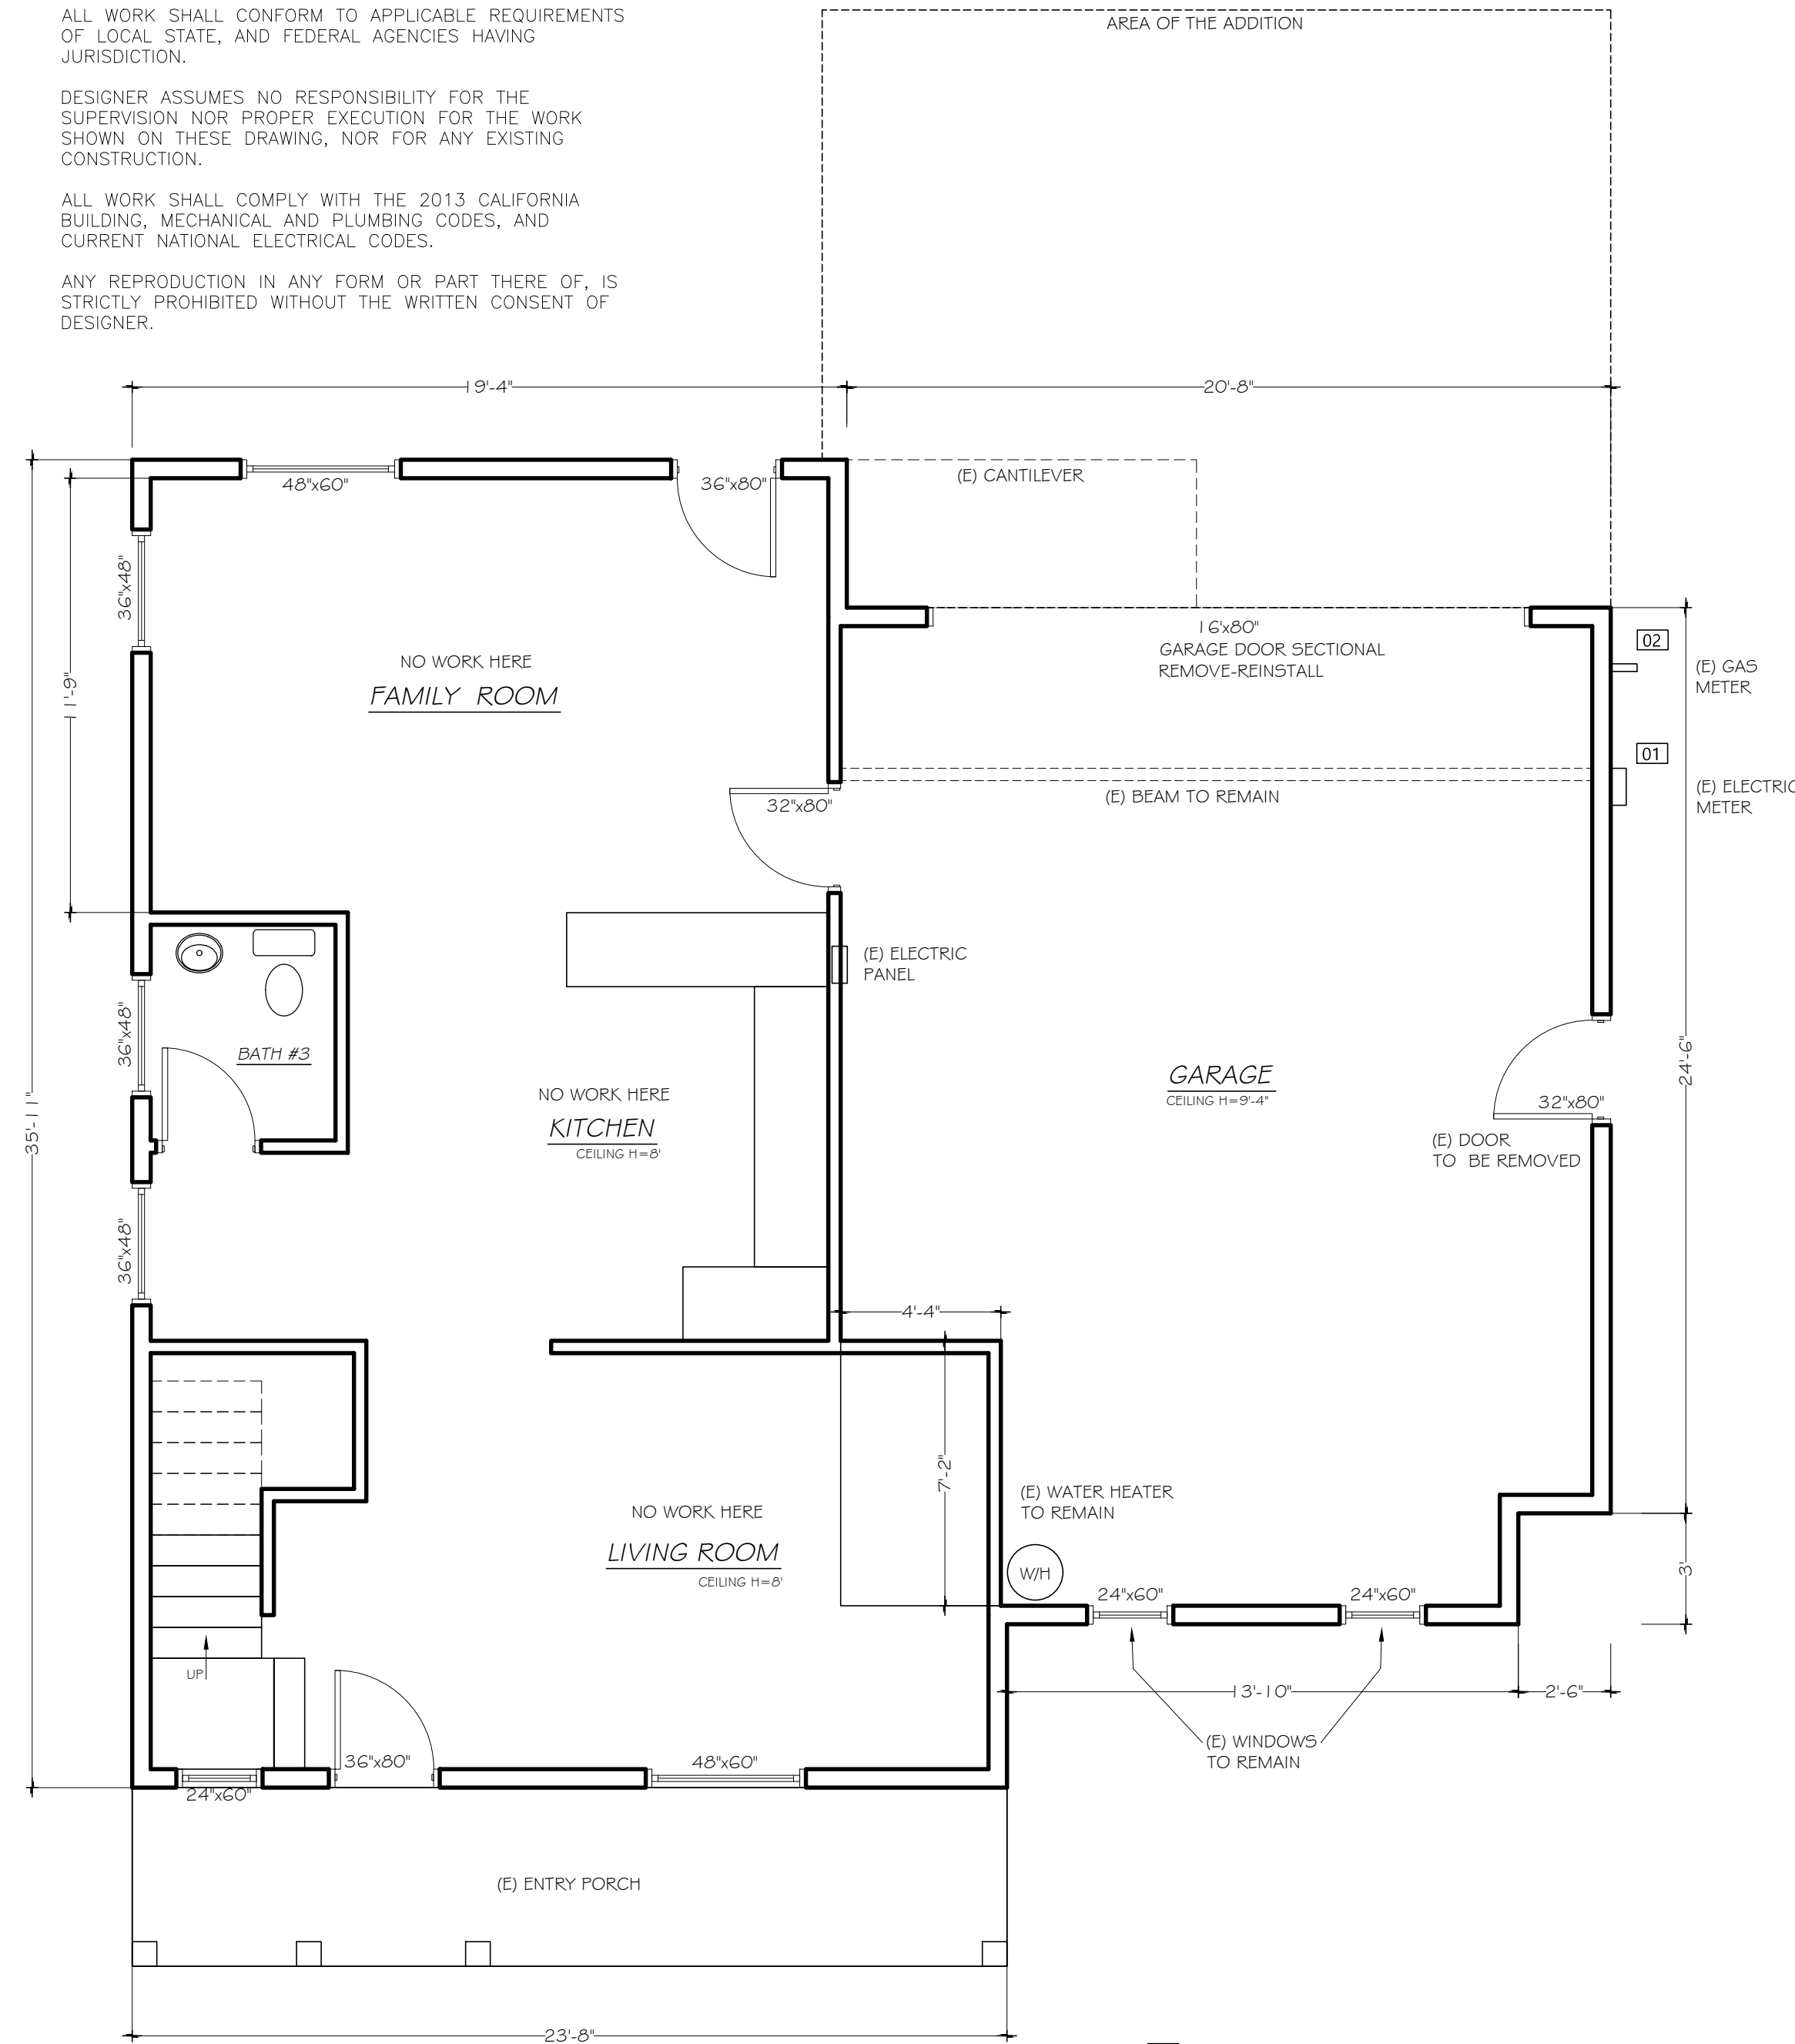 ALL WORK SHALL CONFORM TO APPLICABLE REQUIREMENTS
OF LOCAL STATE, AND FEDERAL AGENCIES HAVING
JURISDICTION.
DESIGNER ASSUMES NO RESPONSIBILITY FOR THE
SUPERVISION NOR PROPER EXECUTION FOR THE WORK
SHOWN ON THESE DRAWING, NOR FOR ANY EXISTING
CONSTRUCTION.
ALL WORK SHALL COMPLY WITH THE 2013 CALIFORNIA
BUILDING, MECHANICAL AND PLUMBING CODES, AND
CURRENT NATIONAL ELECTRICAL CODES.
ANY REPRODUCTION IN ANY FORM OR PART THERE OF, IS
STRICTLY PROHIBITED WITHOUT THE WRITTEN CONSENT OF
DESIGNER.
AREA OF THE ADDITION
19'-4"
20'-8"
48"x60"
36"x80"
(E) CANTILEVER
36"x48"
11'-9"
35'-11"
NO WORK HERE
FAMILY ROOM
16'x80"
GARAGE DOOR SECTIONAL
REMOVE-REINSTALL
02
(E) GAS
METER
01
(E) ELECTRIC
METER
32"x80"
(E) BEAM TO REMAIN
(E) ELECTRIC
PANEL
36"x48"
BATH #3
NO WORK HERE
KITCHEN
CEILING H=8'
GARAGE
CEILING H=9'-4"
24'-6"
32"x80"
(E) DOOR
TO BE REMOVED
36"x48"
4'-4"
7'-2"
(E) WATER HEATER
TO REMAIN
W/H
NO WORK HERE
LIVING ROOM
CEILING H=8'
24"x60"
24"x60"
3'
UP
13'-10"
2'-6"
(E) WINDOWS
TO REMAIN
36"x80"
48"x60"
24"x60"
(E) ENTRY PORCH
23'-8"